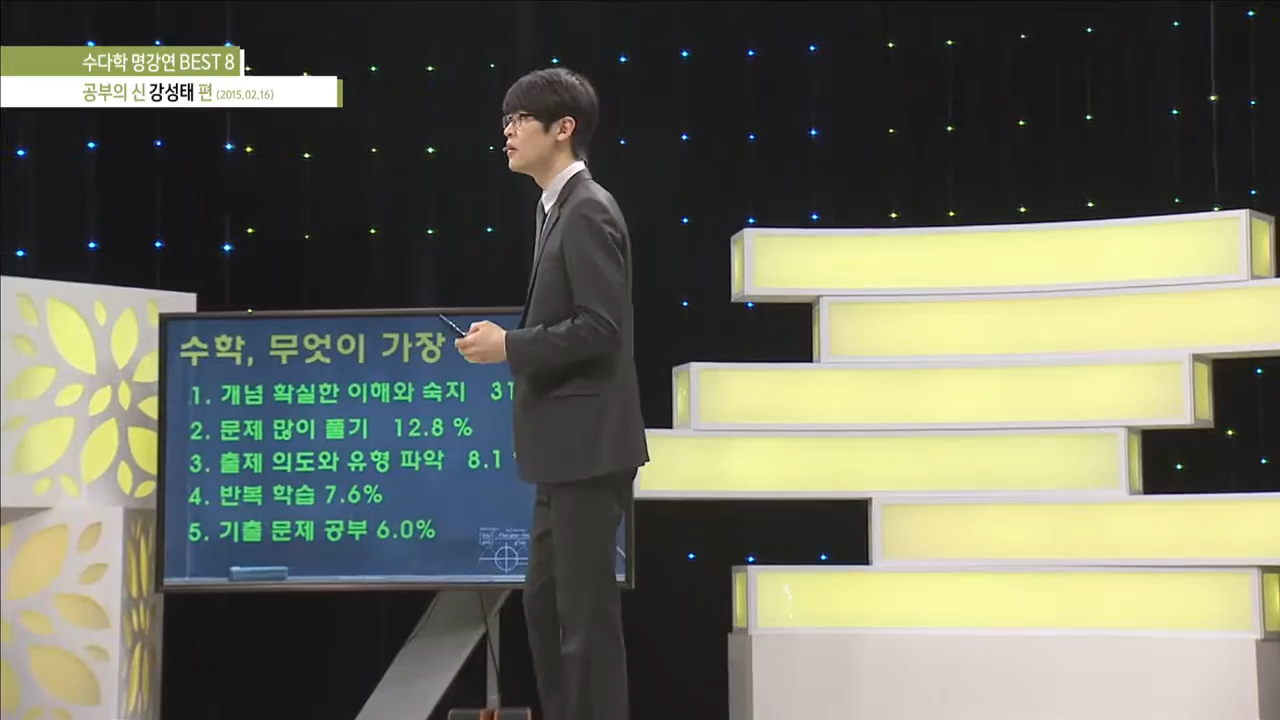 수다학 명강연 BEST 8
공부의 신 강성태 편 (2015.02.16)
수학, 무엇이 가장
1. 개념 확실한 이해와 숙지 31
2. 문제 많이 풀기 12.8 %
3. 출제 의도와 유형 파악 8.1
4. 반복 학습 7.6%
5. 기출 문제 공부 6.0%